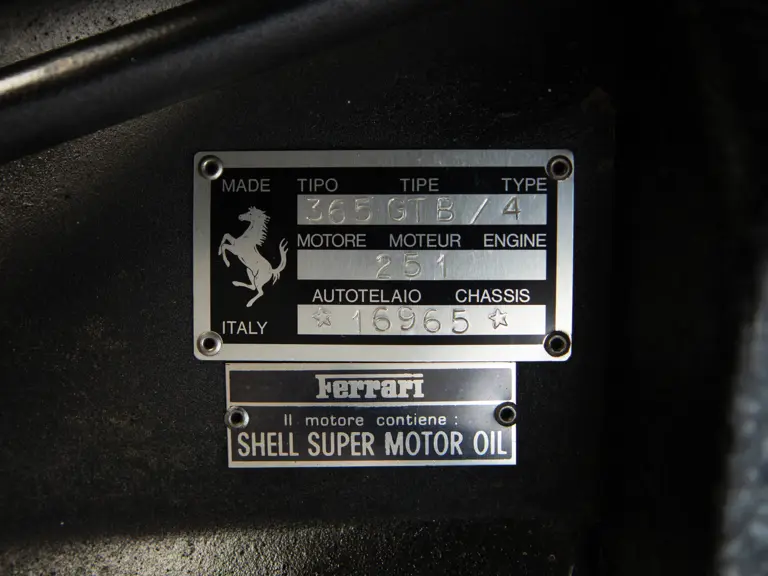 MADE TIPO TIPE TYPE
365 GTB/4
MOTORE MOTEUR ENGINE
251
AUTOTELAIO CHASSIS
ITALY ☆ 16965 ☆
Ferrari
Il motore contiene :
SHELL SUPER MOTOR OIL